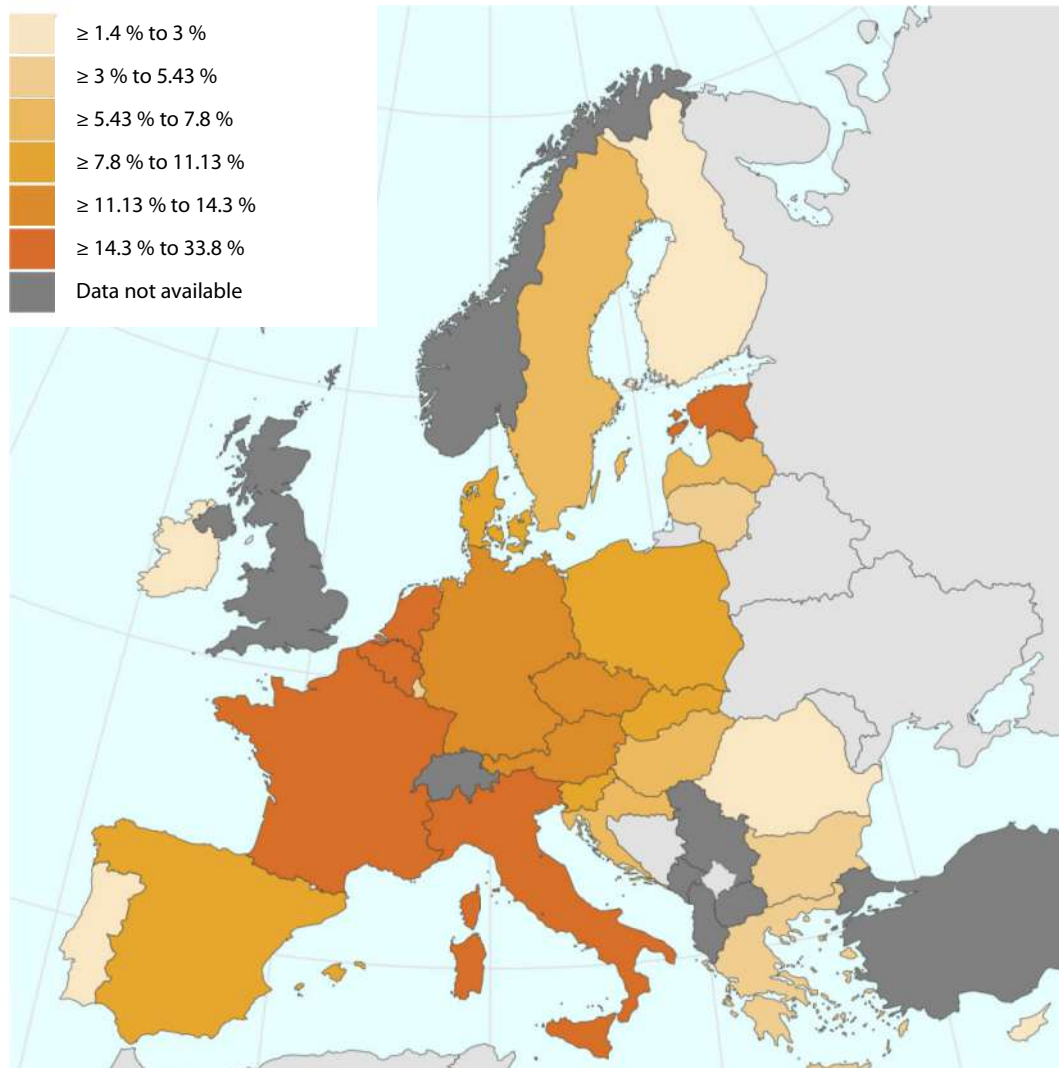 ≥ 1.4 % to 3 %
≥ 3 % to 5.43 %
≥ 5.43 % to 7.8 %
≥ 7.8 % to 11.13 %
≥ 11.13 % to 14.3 %
≥ 14.3 % to 33.8 %
Data not available